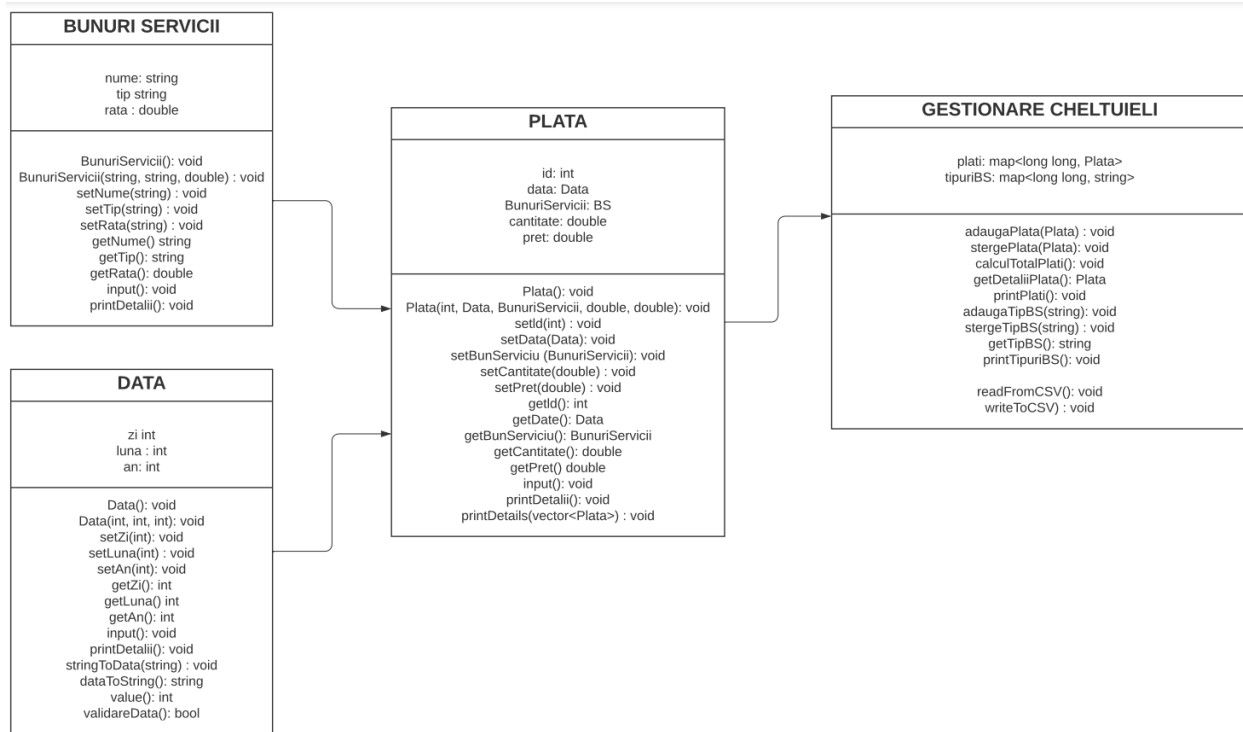 BUNURI SERVICII
nume: string
tip string
rata : double
BunuriServicii(): void
BunuriServicii(string, string, double) : void
setNume(string) : void
setTip(string) : void
setRata(string) : void
getNume() string
getTip(): string
getRata(): double
input(): void
printDetalii(): void
DATA
zi int
luna : int
an: int
Data(): void
Data(int, int, int): void
setZi(int): void
setLuna(int) : void
setAn(int): void
getZi(): int
getLuna() int
getAn(): int
input(): void
printDetalii(): void
stringToData(string) : void
dataToString(): string
value(): int
validareData(): bool
PLATA
id: int
data: Data
BunuriServicii: BS
cantitate: double
pret: double
Plata(): void
Plata(int, Data, BunuriServicii, double, double): void
setId(int) : void
setData(Data): void
setBunServiciu (BunuriServicii): void
setCantitate(double) : void
setPret(double) : void
getId(): int
getDate(): Data
getBunServiciu(): BunuriServicii
getCantitate(): double
getPret() double
input(): void
printDetalii(): void
printDetails(vector<Plata>) : void
GESTIONARE CHELTUIELI
plati: map<long long, Plata>
tipuriBS: map<long long, string>
adaugaPlata(Plata) : void
stergePlata(Plata): void
calculTotalPlati(): void
getDetaliiPlata(): Plata
printPlati(): void
adaugaTipBS(string): void
stergeTipBS(string) : void
getTipBS(): string
printTipuriBS(): void
readFromCSV(): void
writeToCSV) : void